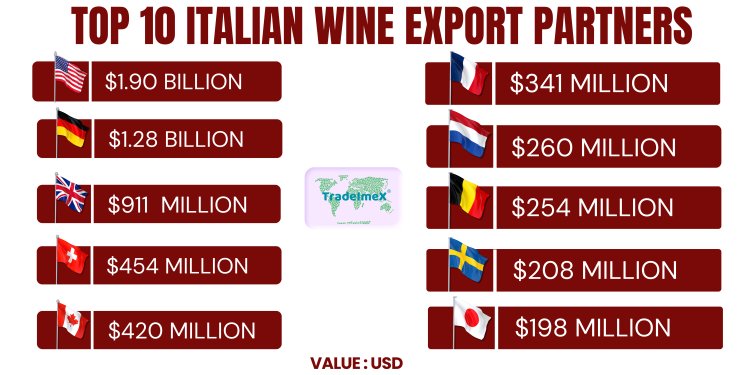 TOP 10 ITALIAN WINE EXPORT PARTNERS
$1.90 BILLION
$1.28 BILLION
$911 MILLION
$454 MILLION
$420 MILLION
TradeImeX®
$341 MILLION
$260 MILLION
$254 MILLION
$208 MILLION
$198 MILLION
VALUE : USD